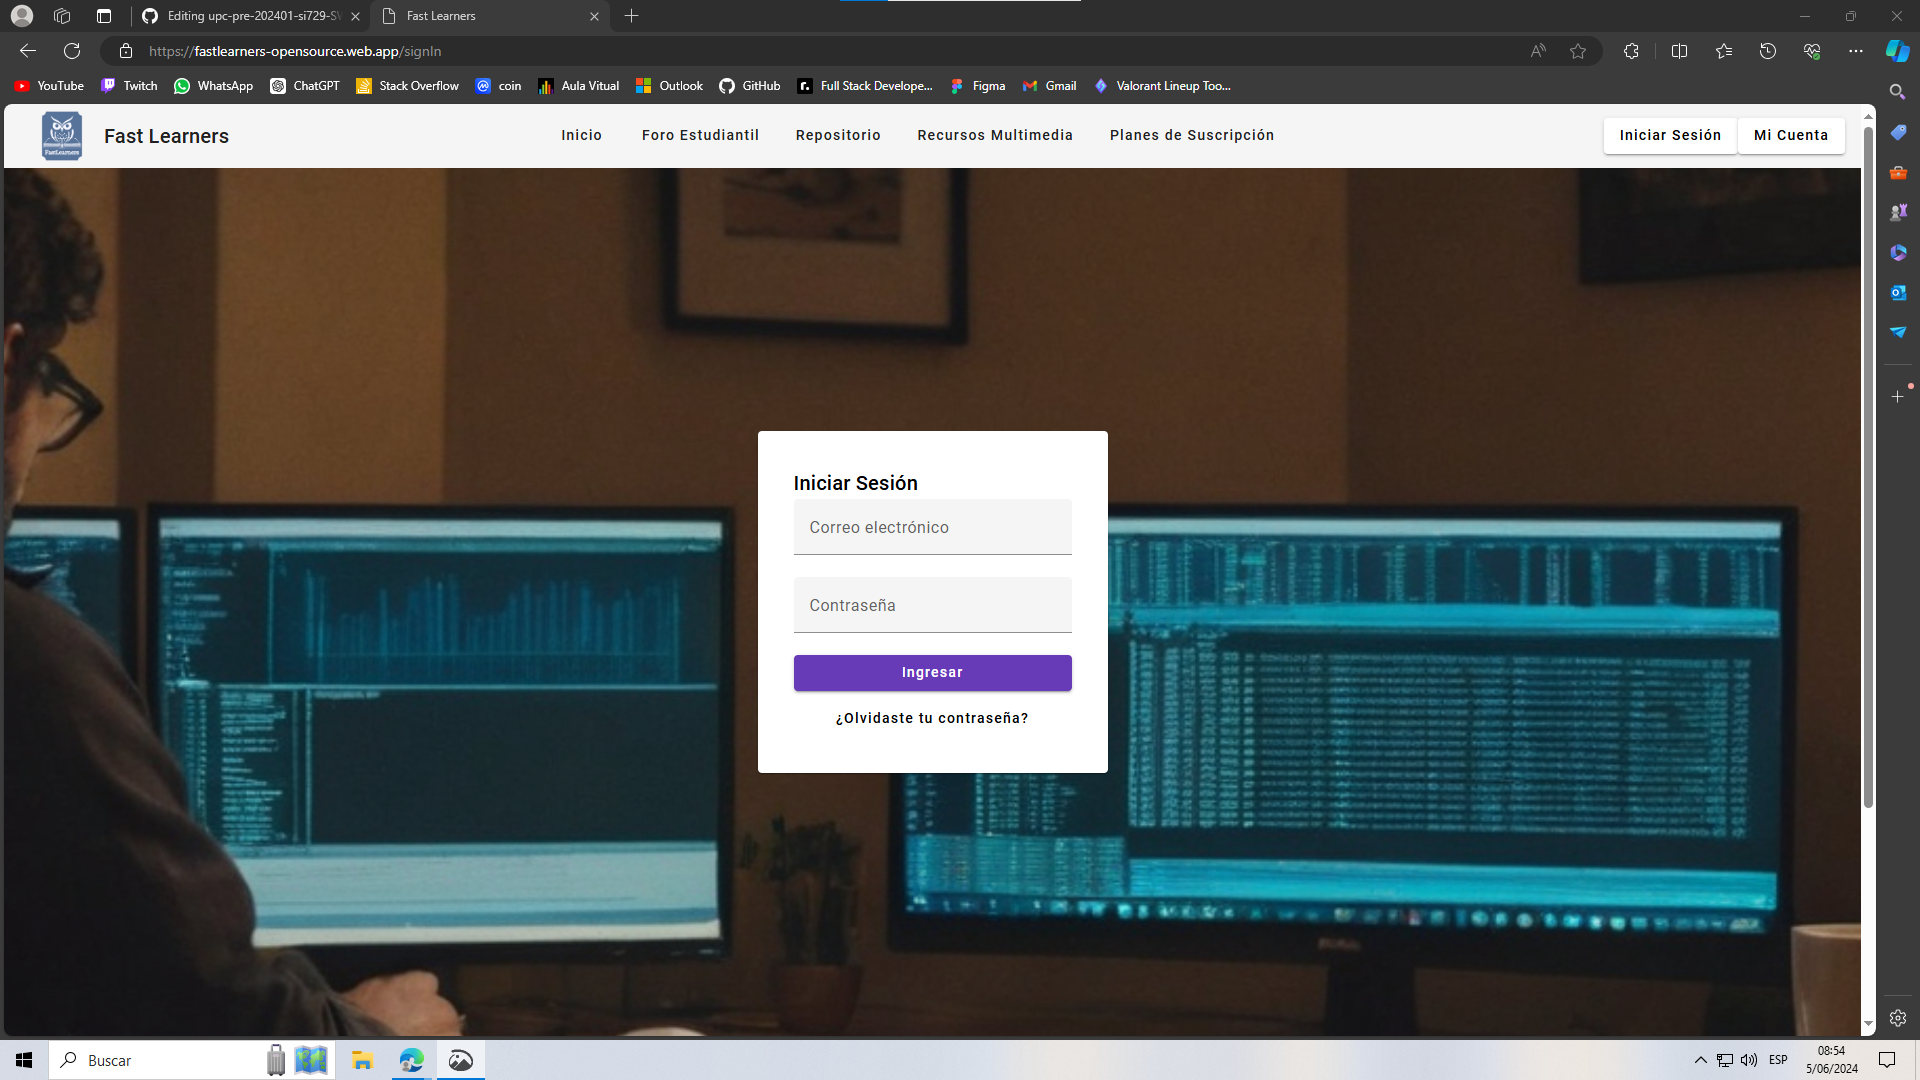 Editing upc-pre-202401-si729-SV
Fast Learners
https://fastlearners-opensource.web.app/signIn
YouTube
Twitch
WhatsApp
ChatGPT
Stack Overflow
coin
Aula Vitual
Outlook
GitHub
Full Stack Develope...
Figma
Gmail
Valorant Lineup Too...
FastLearners
Fast Learners
Inicio
Foro Estudiantil
Repositorio
Recursos Multimedia
Planes de Suscripción
Iniciar Sesión
Mi Cuenta
Iniciar Sesión
Correo electrónico
Contraseña
Ingresar
¿Olvidaste tu contraseña?
Buscar
ESP
08:54
5/06/2024